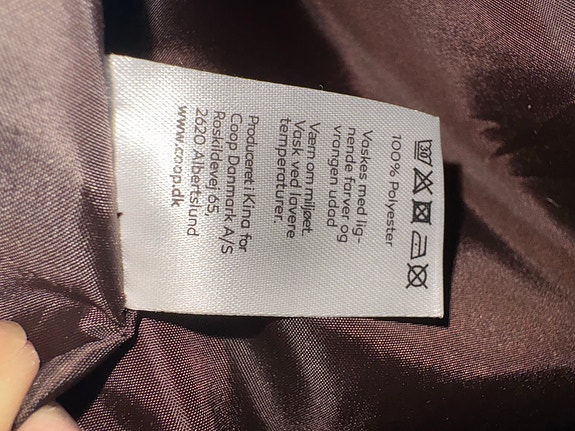 30
100% Polyester
Vaskes med lig-
nende farver og
vrangen udad
Værn om miljøet.
Vask ved lavere
temperaturer.
Produceret i Kina for
Coop Danmark A/S
Roskildevej 65,
2620 Albertslund
www.coop.dk